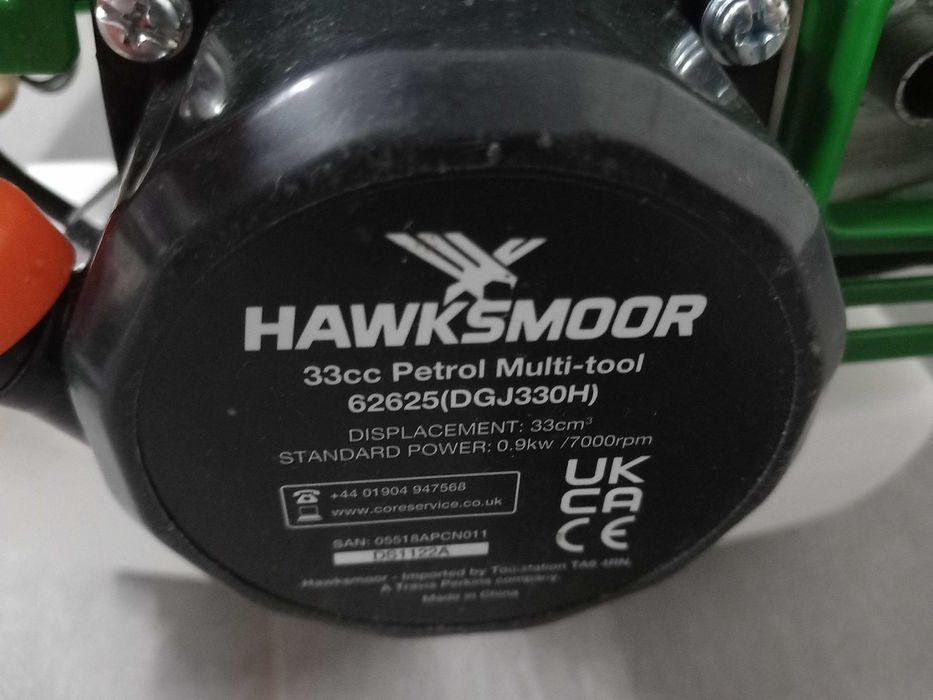 HAWKSMOOR
33cc Petrol Multi-tool
62625(DGJ330H)
DISPLACEMENT: 33cm³
STANDARD POWER: 0.9kw /7000rpm
+44 01904 947568
www.coreservice.co.uk
UK
CA
CE
SAN: 05518APCN011
DS1122A
Hawksmoor - Imported by Toolstation TA6 4RN,
A Travis Perkins company.
Made in China